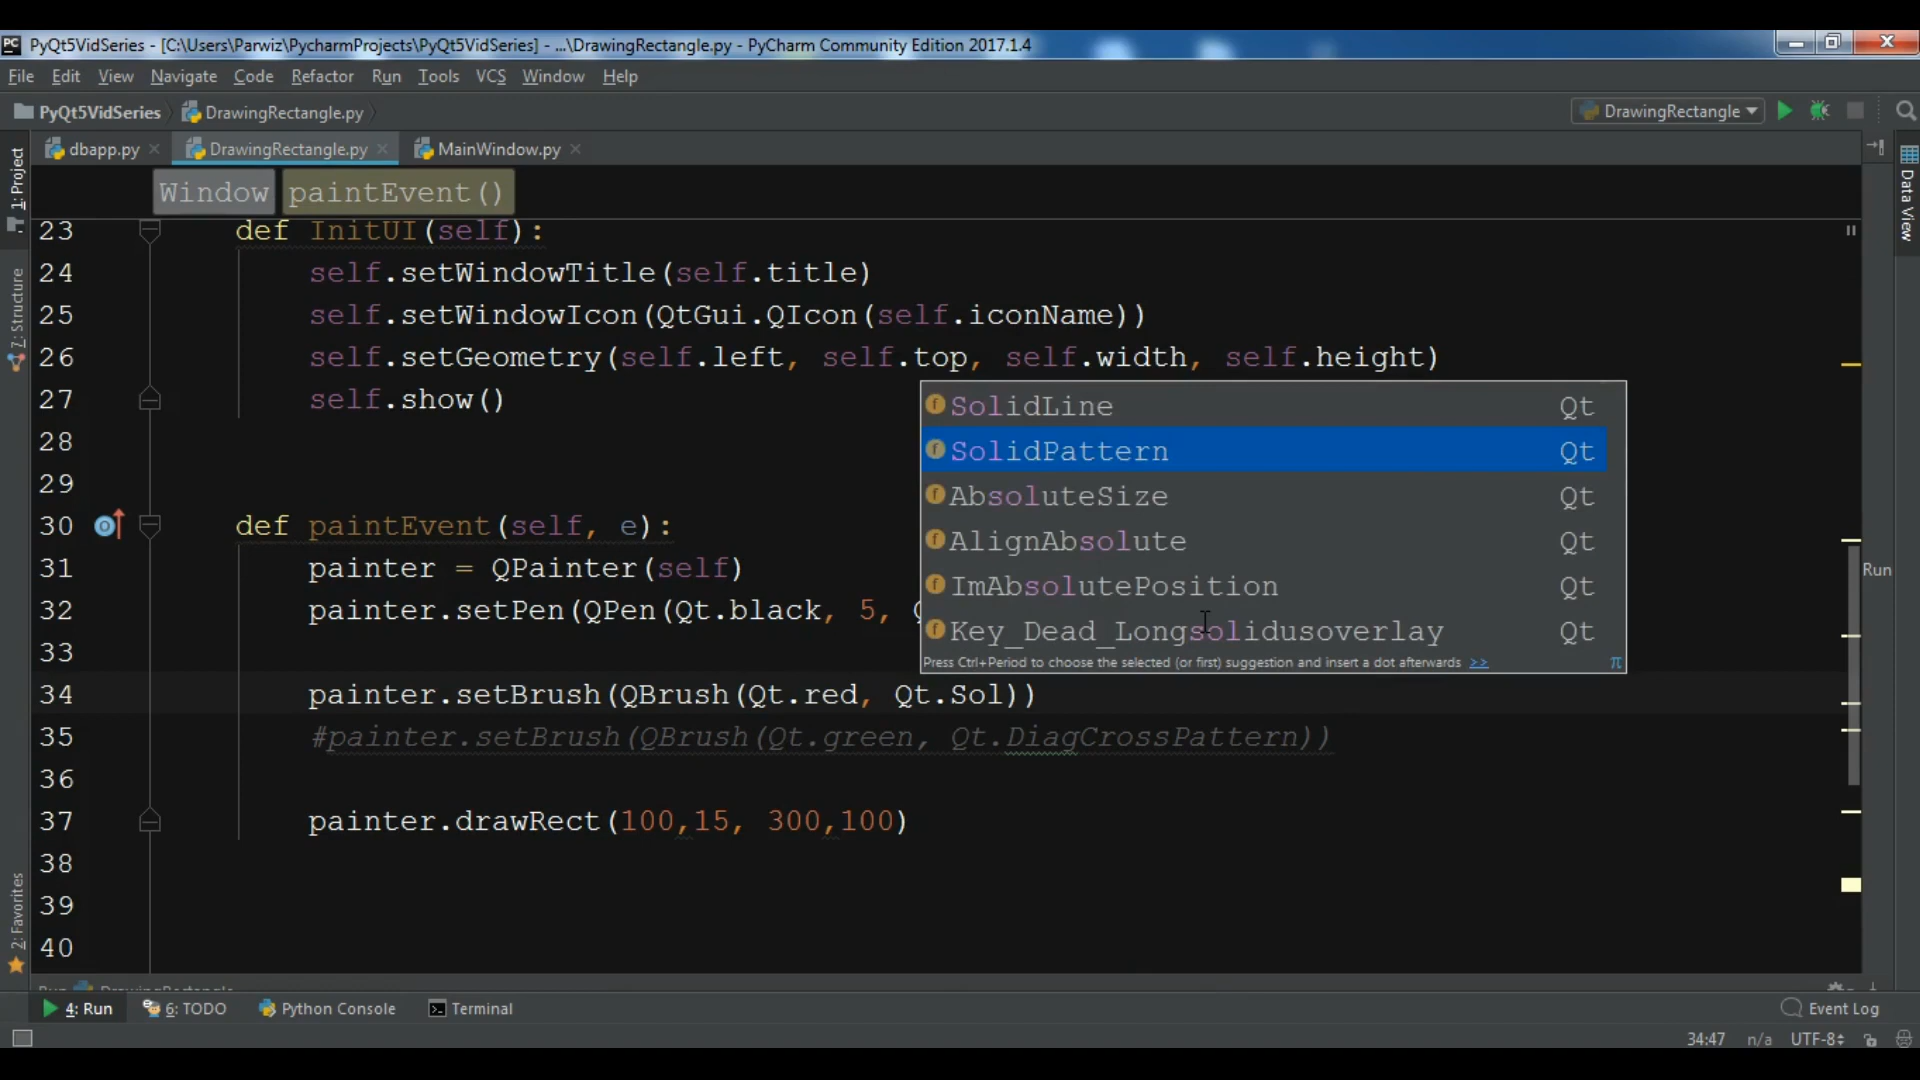 PyQt5VidSeries - [C:\Users\Parwiz\PycharmProjects\PyQt5VidSeries] - ...\DrawingRectangle.py - PyCharm Community Edition 2017.1.4
File Edit View Navigate Code Refactor Run Tools VCS Window Help
PyQt5VidSeries DrawingRectangle.py DrawingRectangle
dbapp.py DrawingRectangle.py MainWindow.py
Window paintEvent()
1: Project
7: Structure
2: Favorites
Data View
Run
23 def InitUI(self):
24 self.setWindowTitle(self.title)
25 self.setWindowIcon(QtGui.QIcon(self.iconName))
26 self.setGeometry(self.left, self.top, self.width, self.height)
27 self.show()
28
29
30 def paintEvent(self, e):
31 painter = QPainter(self)
32 painter.setPen(QPen(Qt.black, 5,
33
34 painter.setBrush(QBrush(Qt.red, Qt.Sol))
35 #painter.setBrush(QBrush(Qt.green, Qt.DiagCrossPattern))
36
37 painter.drawRect(100,15, 300,100)
38
39
40
SolidLine Qt
SolidPattern Qt
AbsoluteSize Qt
AlignAbsolute Qt
ImAbsolutePosition Qt
Key_Dead_Longsolidusoverlay Qt
Press Ctrl+Period to choose the selected (or first) suggestion and insert a dot afterwards >> π
Run DrawingRectangle
4: Run 6: TODO Python Console Terminal Event Log
34:47 n/a UTF-8